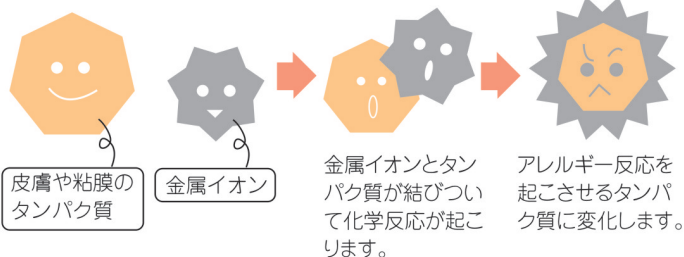 皮膚や粘膜の
タンパク質
金属イオン
金属イオンとタン
パク質が結びつい
て化学反応が起こ
ります。
アレルギー反応を
起こさせるタンパ
ク質に変化します。